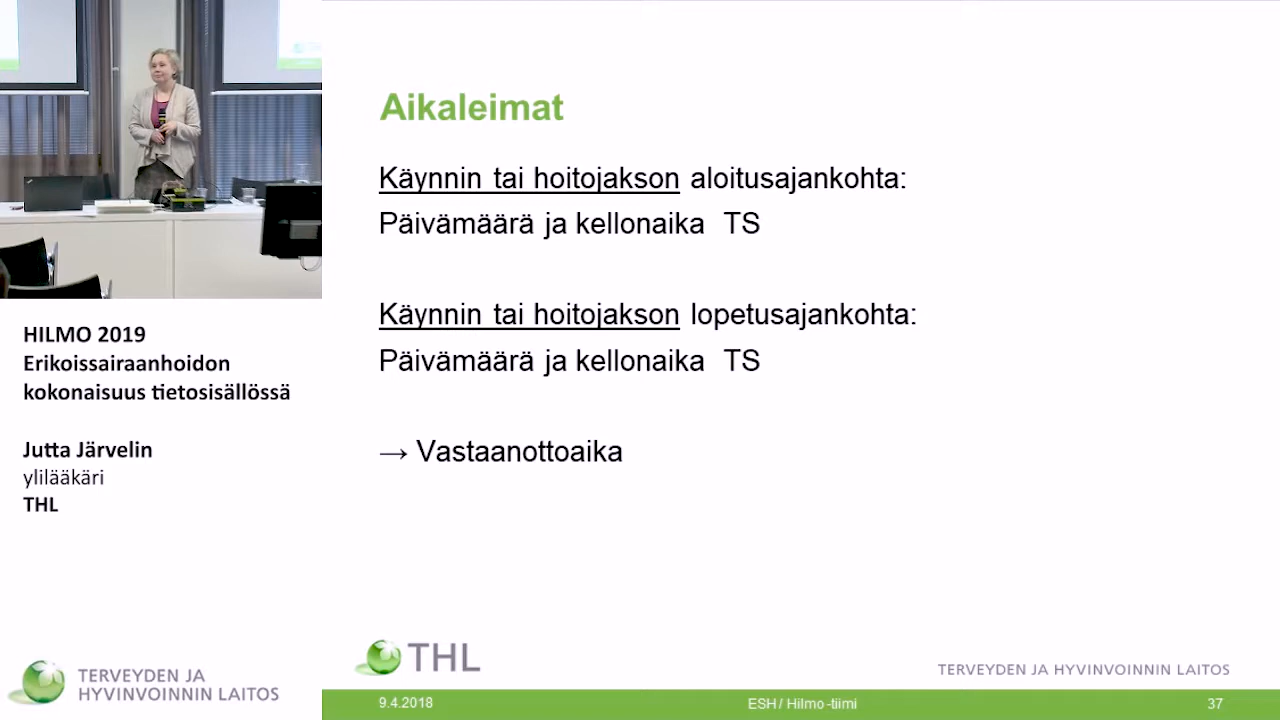 HILMO 2019
Erikoissairaanhoidon
kokonaisuus tietosisällössä
Jutta Järvelin
ylilääkäri
THL
TERVEYDEN JA
HYVINVOINNIN LAITOS
Aikaleimat
Käynnin tai hoitojakson aloitusajankohta:
Päivämäärä ja kellonaika TS
Käynnin tai hoitojakson lopetusajankohta:
Päivämäärä ja kellonaika TS
→ Vastaanottoaika
THL
TERVEYDEN JA HYVINVOINNIN LAITOS
9.4.2018
ESH / Hilmo -tiimi
37